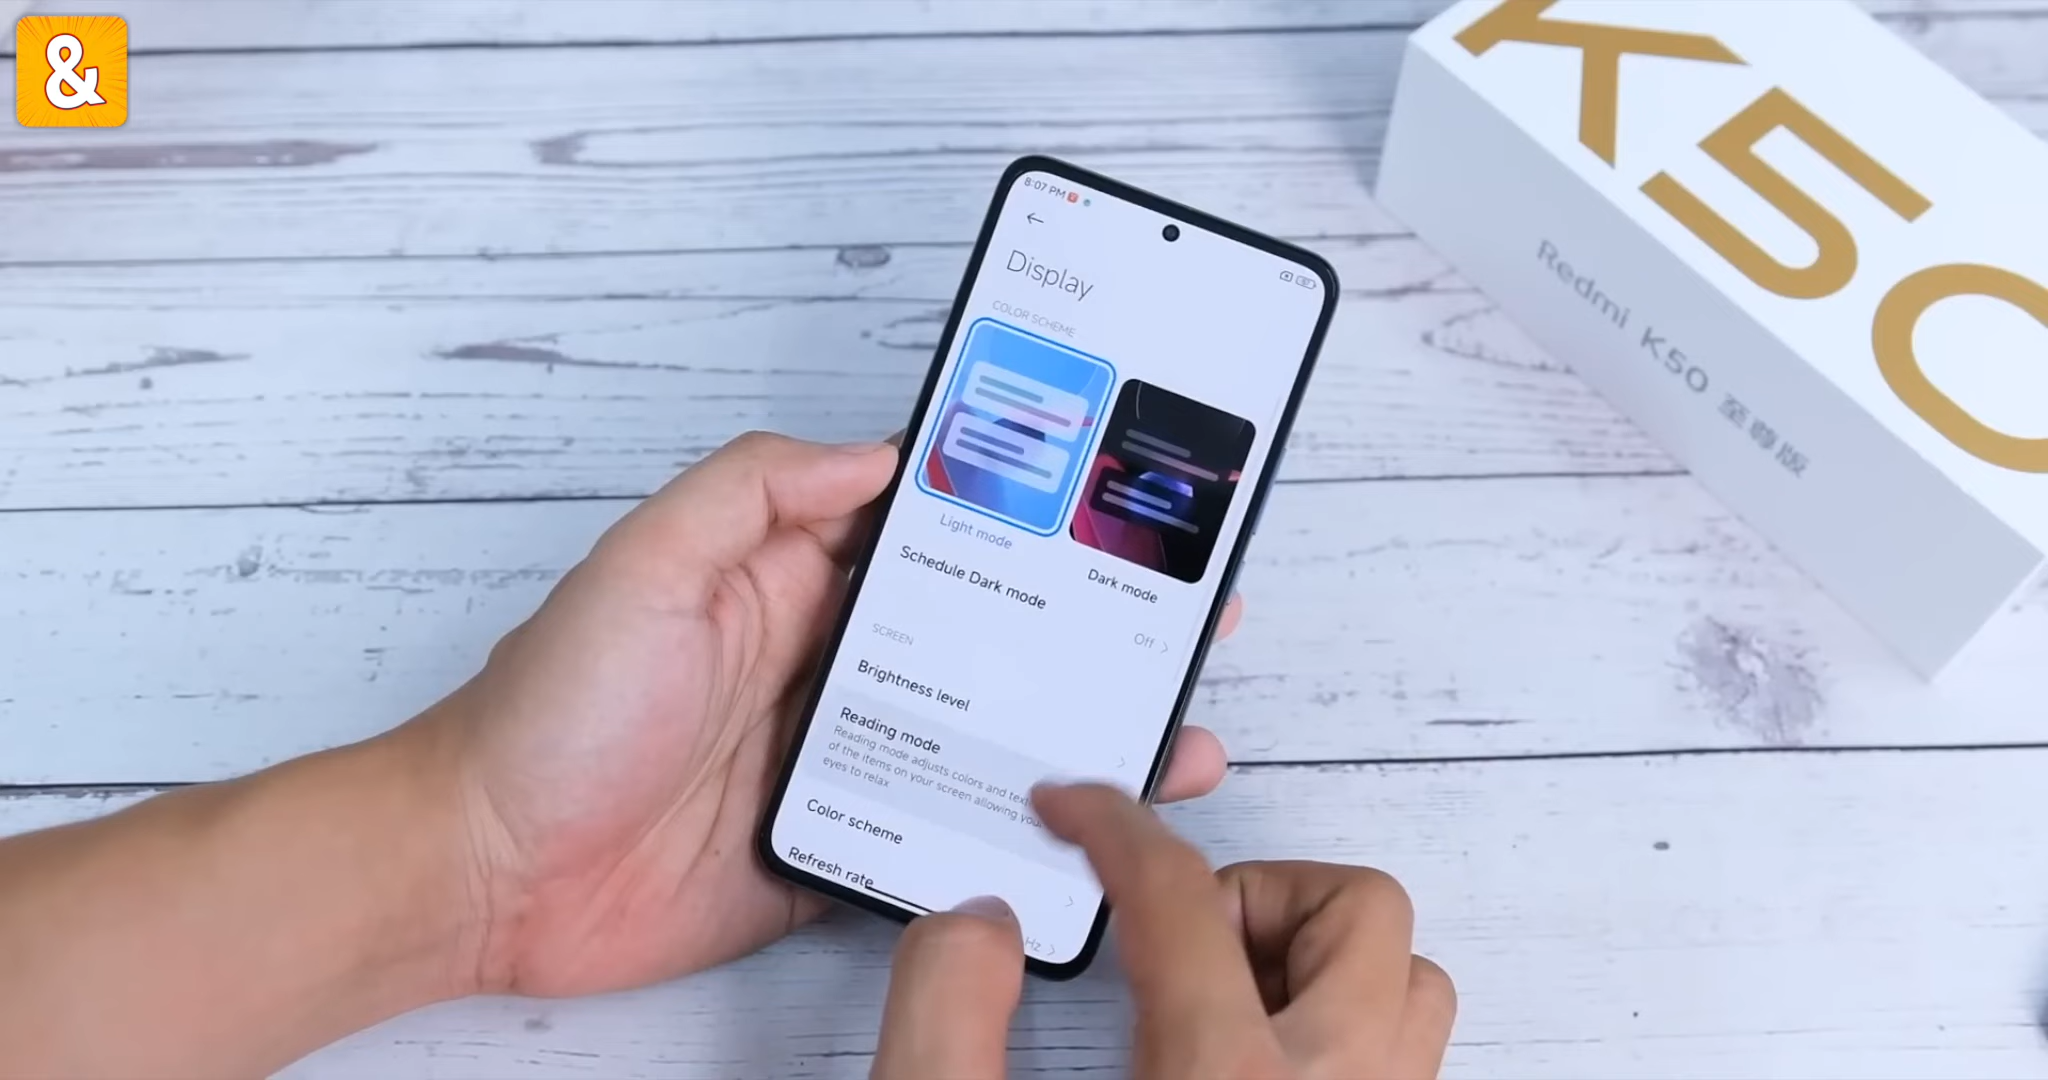 &
K50
Redmi K50 至尊版
8:07 PM
Display
COLOR SCHEME
Light mode
Dark mode
Schedule Dark mode
Off
SCREEN
Brightness level
Reading mode
Reading mode adjusts colors and text
of the items on your screen allowing your
eyes to relax
Color scheme
Refresh rate
Hz